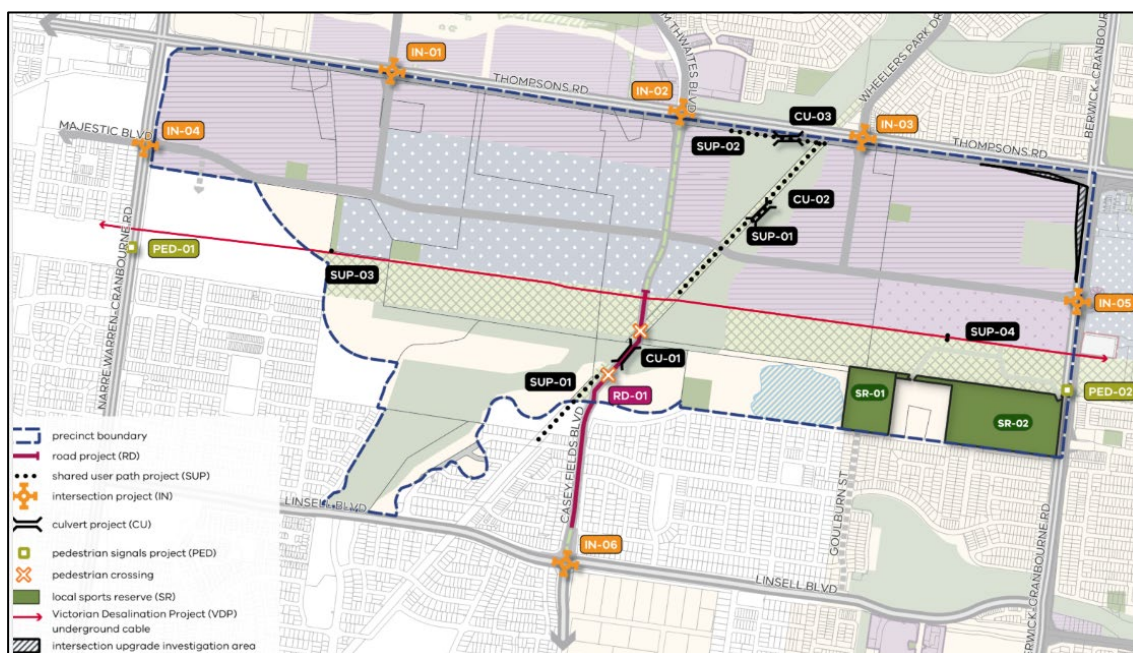 IN-01
THOMPSONS RD
IN-02
THWAITES BLVD
WHEELERS PARK DR
BERWICK-CRANBOURNE
CU-03
IN-03
THOMPSONS RD
MAJESTIC BLVD
IN-04
SUP-02
CU-02
SUP-01
NARRE WARREN-CRANBOURNE RD
PED-01
SUP-03
IN-05
SUP-04
CU-01
SUP-01
RD-01
PED-02
SR-01
SR-02
CASEY FIELDS BLVD
GOULBURN ST
BERWICK-CRANBOURNE RD
LINSELL BLVD
IN-06
LINSELL BLVD
precinct boundary
road project (RD)
shared user path project (SUP)
intersection project (IN)
culvert project (CU)
pedestrian signals project (PED)
pedestrian crossing
local sports reserve (SR)
Victorian Desalination Project (VDP)
underground cable
intersection upgrade investigation area